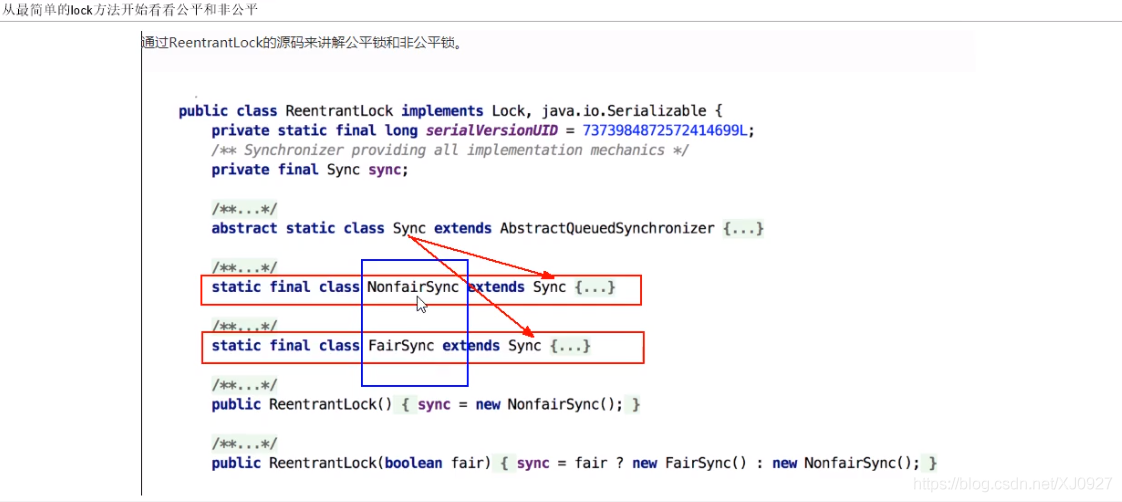 从最简单的lock方法开始看看公平和非公平
通过ReentrantLock的源码来讲解公平锁和非公平锁。
public class ReentrantLock implements Lock, java.io.Serializable {
private static final long serialVersionUID = 7373984872572414699L;
/** Synchronizer providing all implementation mechanics */
private final Sync sync;
/**...*/
abstract static class Sync extends AbstractQueuedSynchronizer {...}
/**...*/
static final class NonfairSync extends Sync {...}
/**...*/
static final class FairSync extends Sync {...}
/**...*/
public ReentrantLock() { sync = new NonfairSync(); }
/**...*/
public ReentrantLock(boolean fair) { sync = fair ? new FairSync() : new NonfairSync(); }
https://blog.csdn.net/XJ0927